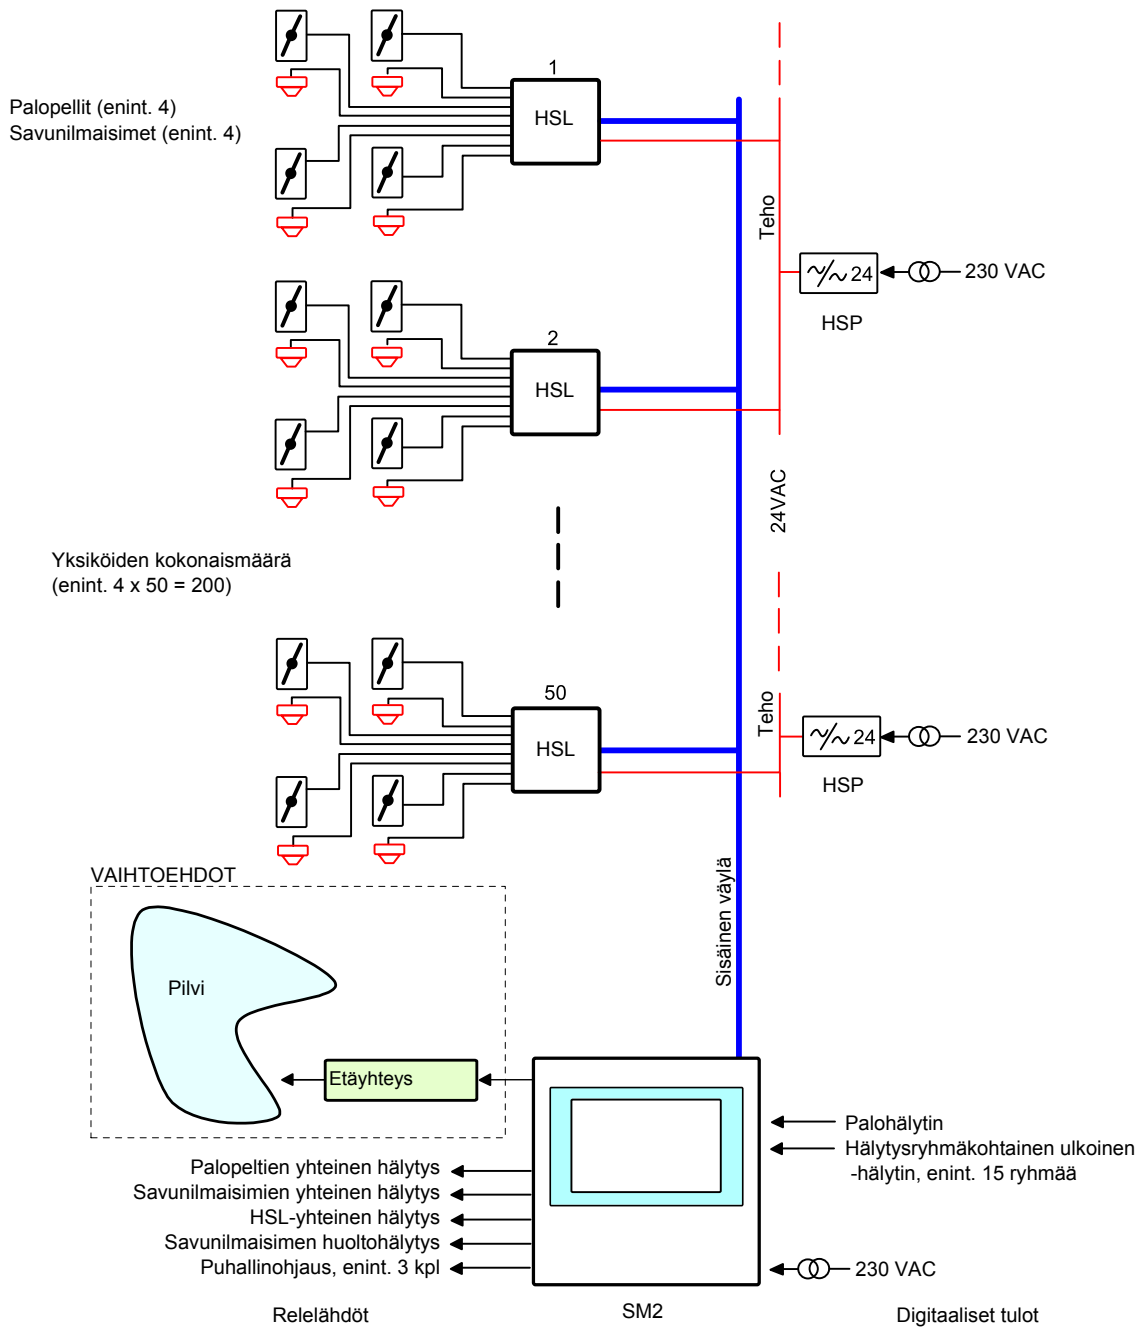 1
HSL
Palopellit (enint. 4)
Savunilmaisimet (enint. 4)
Teho
~/~ 24
230 VAC
HSP
2
HSL
24VAC
Yksiköiden kokonaismäärä
(enint. 4 x 50 = 200)
50
HSL
Teho
~/~ 24
230 VAC
HSP
VAIHTOEHDOT
Sisäinen väylä
Pilvi
Etäyhteys
Palohälytin
Hälytysryhmäkohtainen ulkoinen
-hälytin, enint. 15 ryhmää
Palopeltien yhteinen hälytys
Savunilmaisimien yhteinen hälytys
HSL-yhteinen hälytys
Savunilmaisimen huoltohälytys
Puhallinohjaus, enint. 3 kpl
230 VAC
Relelähdöt
SM2
Digitaaliset tulot